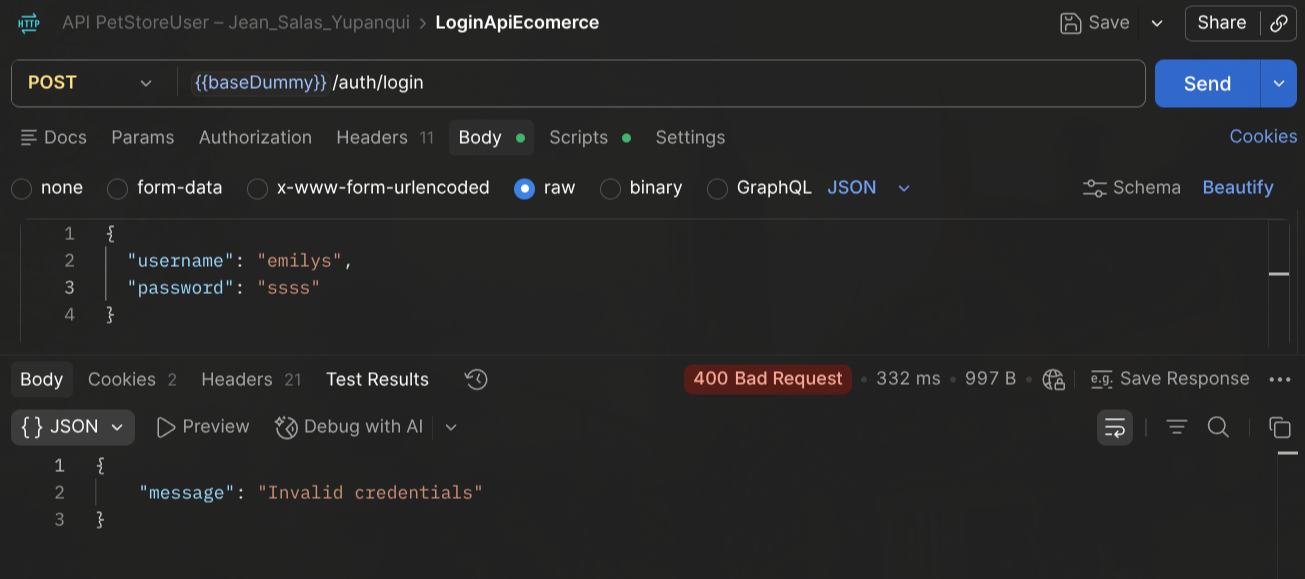 HTTP API PetStoreUser – Jean_Salas_Yupanqui > LoginApiEcomerce Save Share
POST {{baseDummy}} /auth/login Send
Docs Params Authorization Headers 11 Body Scripts Settings Cookies
none form-data x-www-form-urlencoded raw binary GraphQL JSON Schema Beautify
1 {
2 "username": "emilys",
3 "password": "ssss"
4 }
Body Cookies 2 Headers 21 Test Results 400 Bad Request • 332 ms • 997 B • e.g. Save Response
{} JSON Preview Debug with AI
1 {
2 "message": "Invalid credentials"
3 }